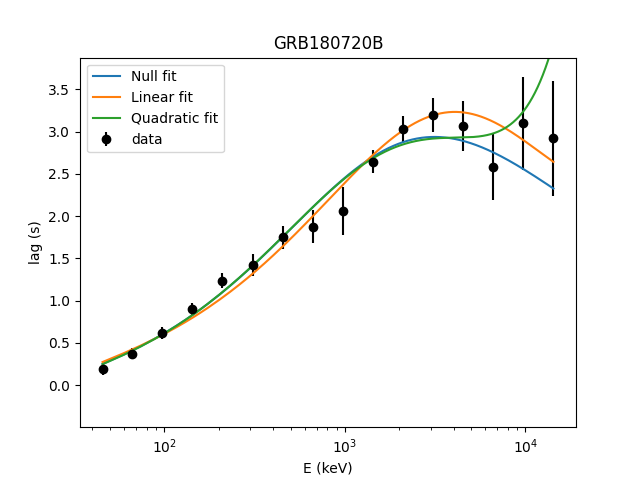 GRB180720B
Null fit
Linear fit
Quadratic fit
data
lag (s)
3.5
3.0
2.5
2.0
1.5
1.0
0.5
0.0
10² 10³ 10⁴
E (keV)